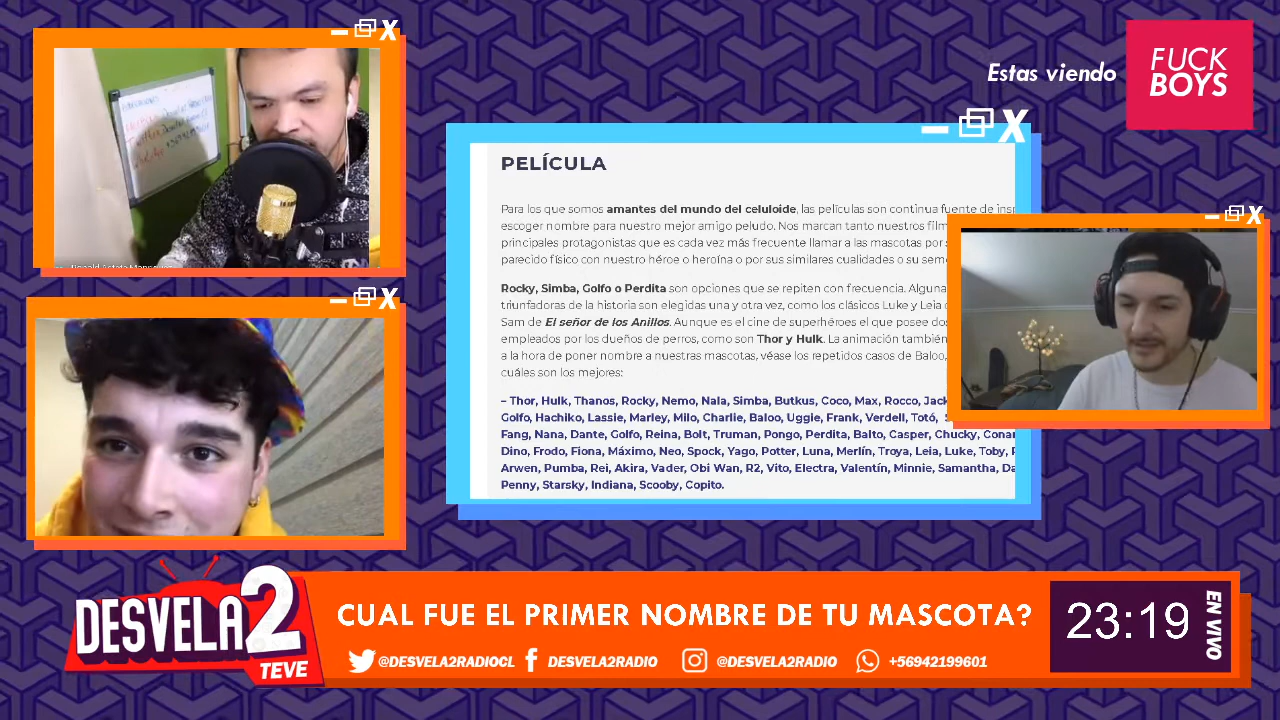 Estas viendo
FUCK
BOYS
PELÍCULA
Para los que somos amantes del mundo del celuloide, las películas son continua fuente de insp
escoger nombre para nuestro mejor amigo peludo. Nos marcan tanto nuestros film
principales protagonistas que es cada vez más frecuente llamar a las mascotas por s
parecido físico con nuestro héroe o heroína o por sus similares cualidades o su sem
Rocky, Simba, Golfo o Perdita son opciones que se repiten con frecuencia. Alguna
triunfadoras de la historia son elegidas una y otra vez, como los clásicos Luke y Leia
Sam de El señor de los Anillos. Aunque es el cine de superhéroes el que posee dos
empleados por los dueños de perros, como son Thor y Hulk. La animación también
a la hora de poner nombre a nuestras mascotas, véase los repetidos casos de Baloo,
cuáles son los mejores:
– Thor, Hulk, Thanos, Rocky, Nemo, Nala, Simba, Butkus, Coco, Max, Rocco, Jack
Golfo, Hachiko, Lassie, Marley, Milo, Charlie, Baloo, Uggie, Frank, Verdell, Totó, S
Fang, Nana, Dante, Golfo, Reina, Bolt, Truman, Pongo, Perdita, Balto, Casper, Chucky, Conan
Dino, Frodo, Fiona, Máximo, Neo, Spock, Yago, Potter, Luna, Merlín, Troya, Leia, Luke, Toby,
Arwen, Pumba, Rei, Akira, Vader, Obi Wan, R2, Vito, Electra, Valentín, Minnie, Samantha, Da
Penny, Starsky, Indiana, Scooby, Copito.
DESVELA2
TEVE
CUAL FUE EL PRIMER NOMBRE DE TU MASCOTA?
@DESVELA2RADIOCL DESVELA2RADIO @DESVELA2RADIO +56942199601
23:19
EN VIVO